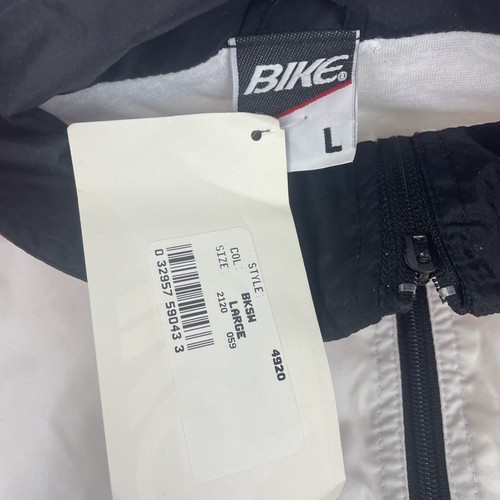 BIKE®
L
STYLE: 4920
COL: BKSW
SIZE: LARGE
2120 059
0 32957 59043 3